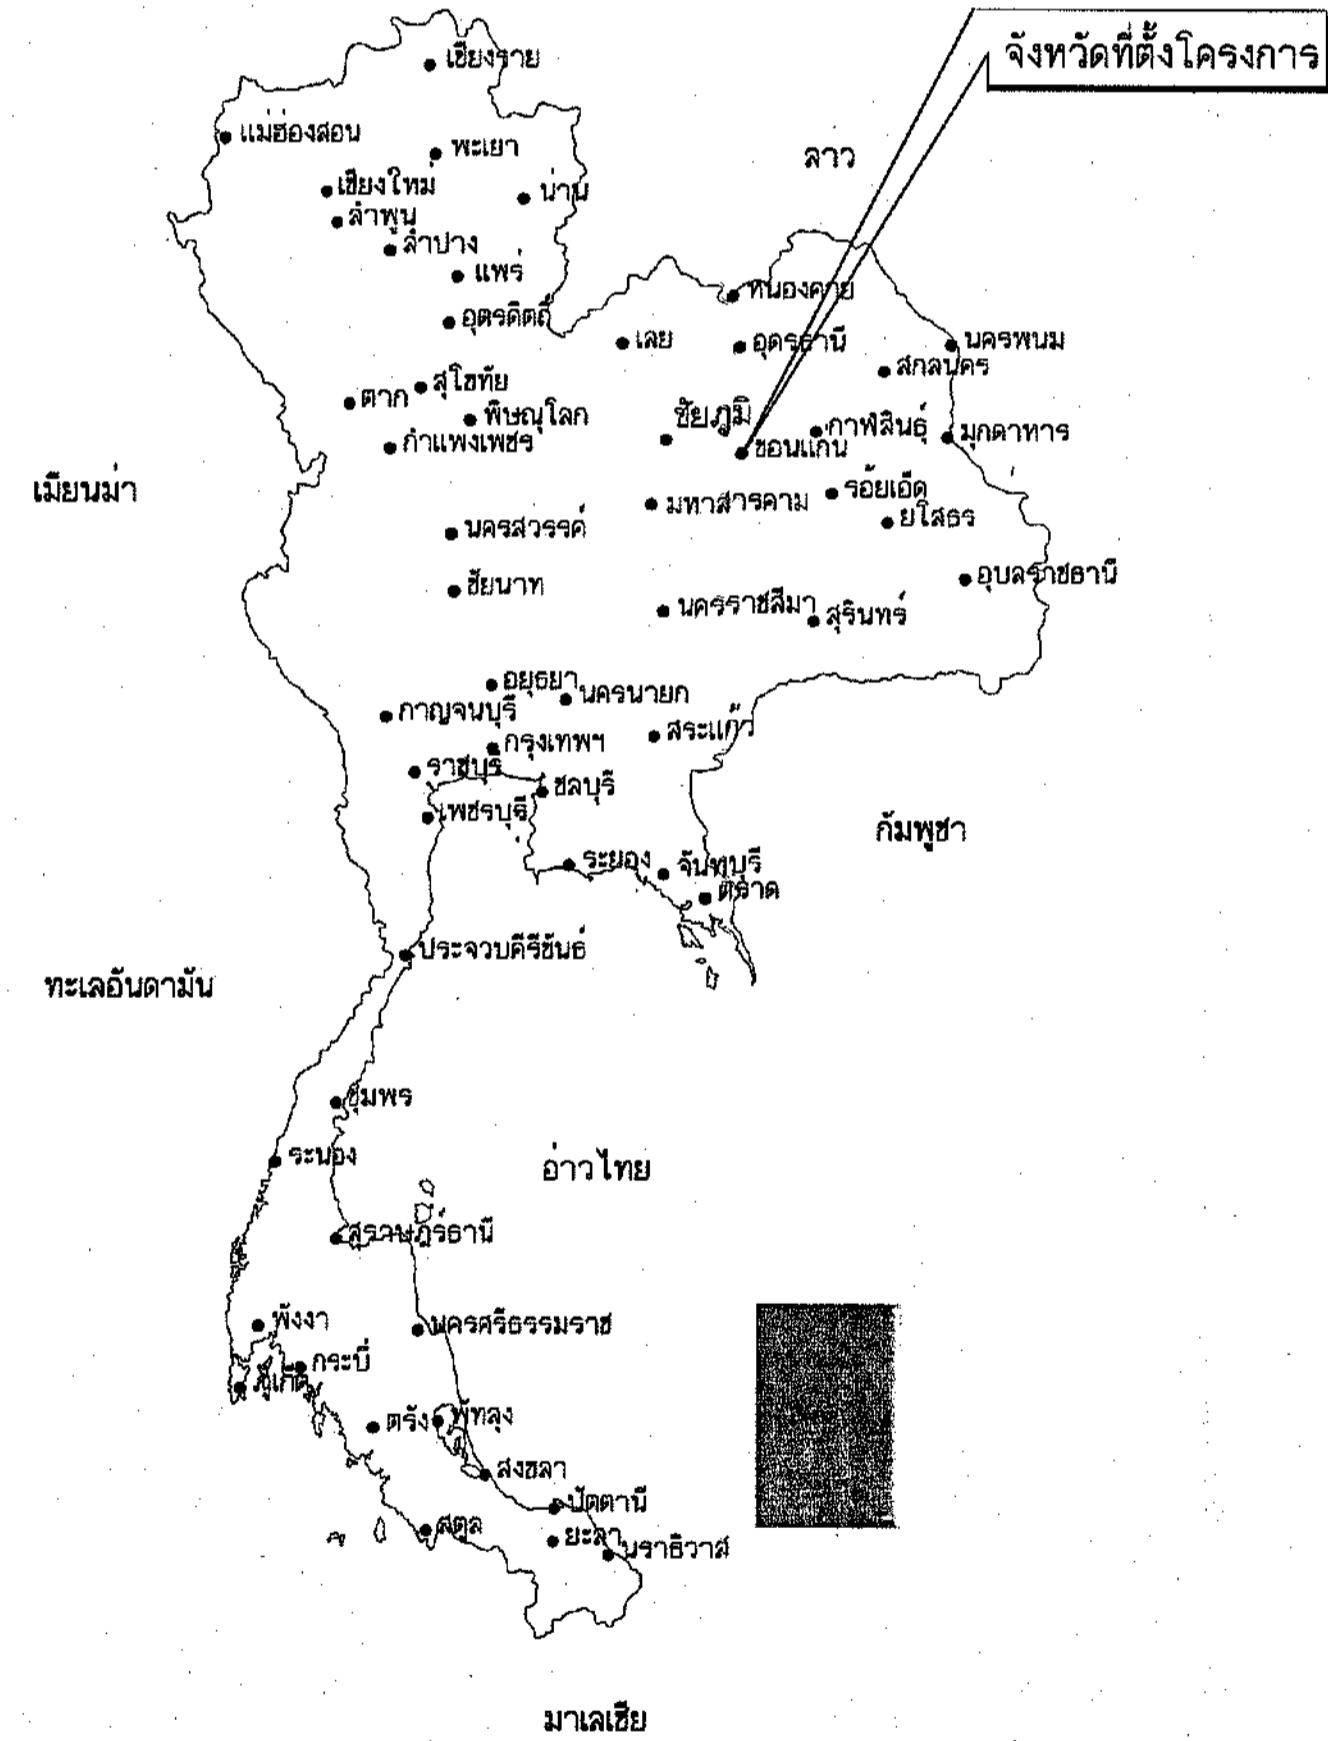 จังหวัดที่ตั้งโครงการ
เชียงราย
แม่ฮ่องสอน
พะเยา
ลาว
เชียงใหม่
น่าน
ลำพูน
ลำปาง
แพร่
หนองคาย
อุตรดิตถ์
เลย
อุดรธานี
นครพนม
สกลนคร
สุโขทัย
ตาก
พิษณุโลก
ชัยภูมิ
กาฬสินธุ์
มุกดาหาร
กำแพงเพชร
ขอนแก่น
เมียนม่า
มหาสารคาม
ร้อยเอ็ด
ยโสธร
นครสวรรค์
อุบลราชธานี
ชัยนาท
นครราชสีมา
สุรินทร์
อยุธยา
นครนายก
กาญจนบุรี
สระแก้ว
กรุงเทพฯ
ราชบุรี
ชลบุรี
เพชรบุรี
กัมพูชา
ระยอง
จันทบุรี
ตราด
ประจวบคีรีขันธ์
ทะเลอันดามัน
ชุมพร
ระนอง
อ่าวไทย
สุราษฎร์ธานี
พังงา
นครศรีธรรมราช
กระบี่
ภูเก็ต
ตรัง
พัทลุง
สงขลา
ปัตตานี
สตูล
ยะลา
นราธิวาส
มาเลเซีย